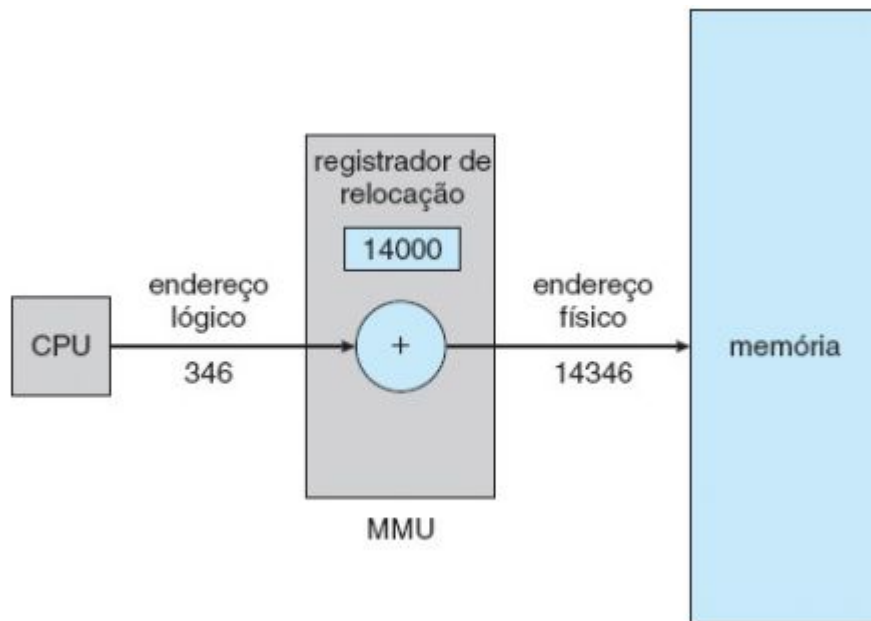 registrador de
relocação
14000
endereço
lógico
endereço
físico
CPU
+
memória
346
14346
MMU